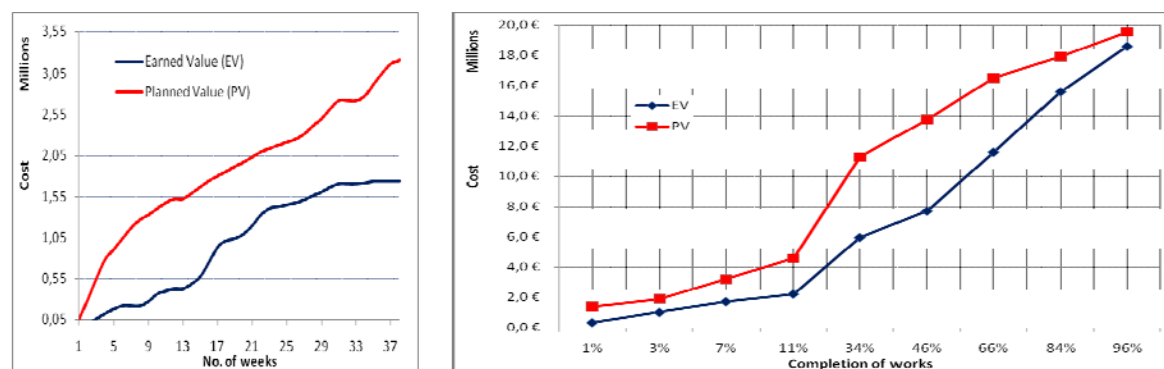 3,55
3,05
2,55
2,05
1,55
1,05
0,55
0,05
Millions
Cost
Earned Value (EV)
Planned Value (PV)
1 5 9 13 17 21 25 29 33 37
No. of weeks
20,0 €
18,0 €
16,0 €
14,0 €
12,0 €
10,0 €
8,0 €
6,0 €
4,0 €
2,0 €
0,0 €
Millions
Cost
EV
PV
1% 3% 7% 11% 34% 46% 66% 84% 96%
Completion of works